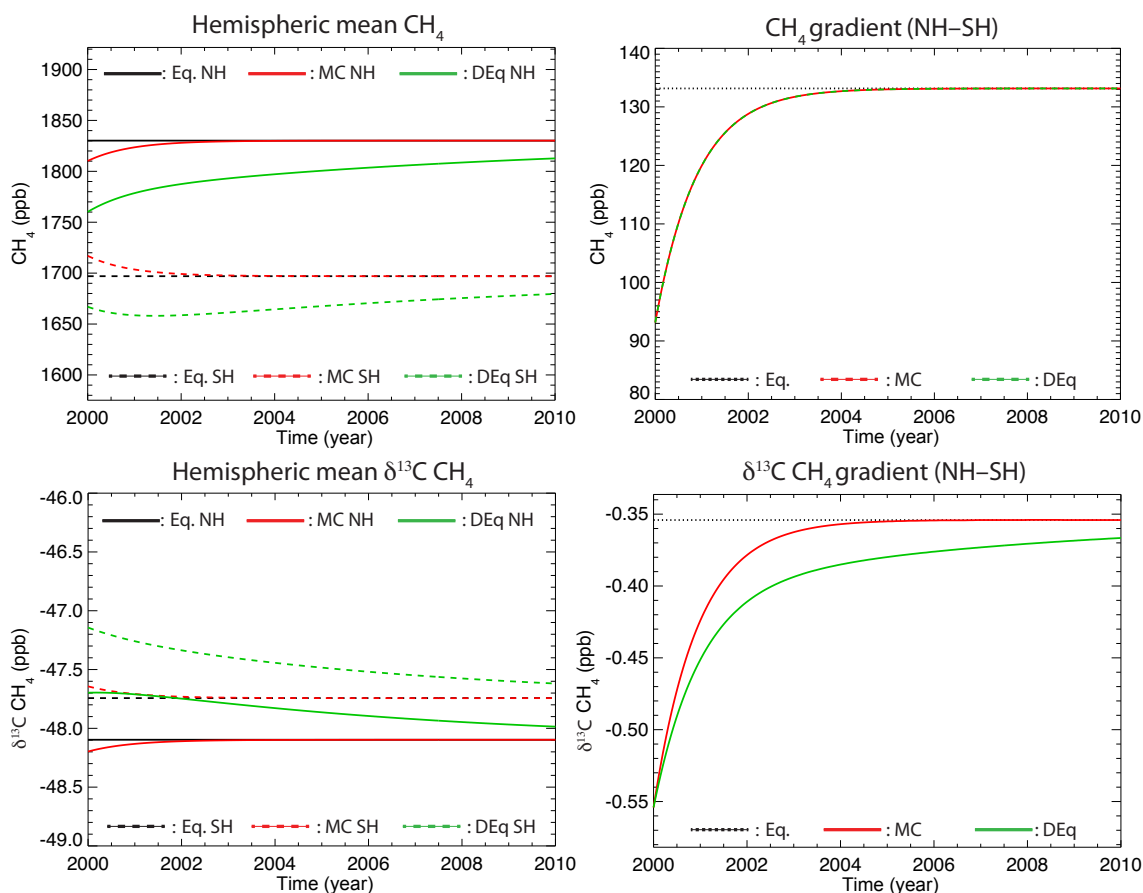 Hemispheric mean CH4
1900
1850
1800
1750
1700
1650
1600
CH4 (ppb)
: Eq. NH : MC NH : DEq NH
: Eq. SH : MC SH : DEq SH
2000 2002 2004 2006 2008 2010
Time (year)
CH4 gradient (NH–SH)
140
130
120
110
100
90
80
CH4 (ppb)
: Eq. : MC : DEq
2000 2002 2004 2006 2008 2010
Time (year)
Hemispheric mean δ13C CH4
-46.0
-46.5
-47.0
-47.5
-48.0
-48.5
-49.0
δ13C CH4 (ppb)
: Eq. NH : MC NH : DEq NH
: Eq. SH : MC SH : DEq SH
2000 2002 2004 2006 2008 2010
Time (year)
δ13C CH4 gradient (NH–SH)
-0.35
-0.40
-0.45
-0.50
-0.55
δ13C CH4 (ppb)
: Eq. : MC : DEq
2000 2002 2004 2006 2008 2010
Time (year)